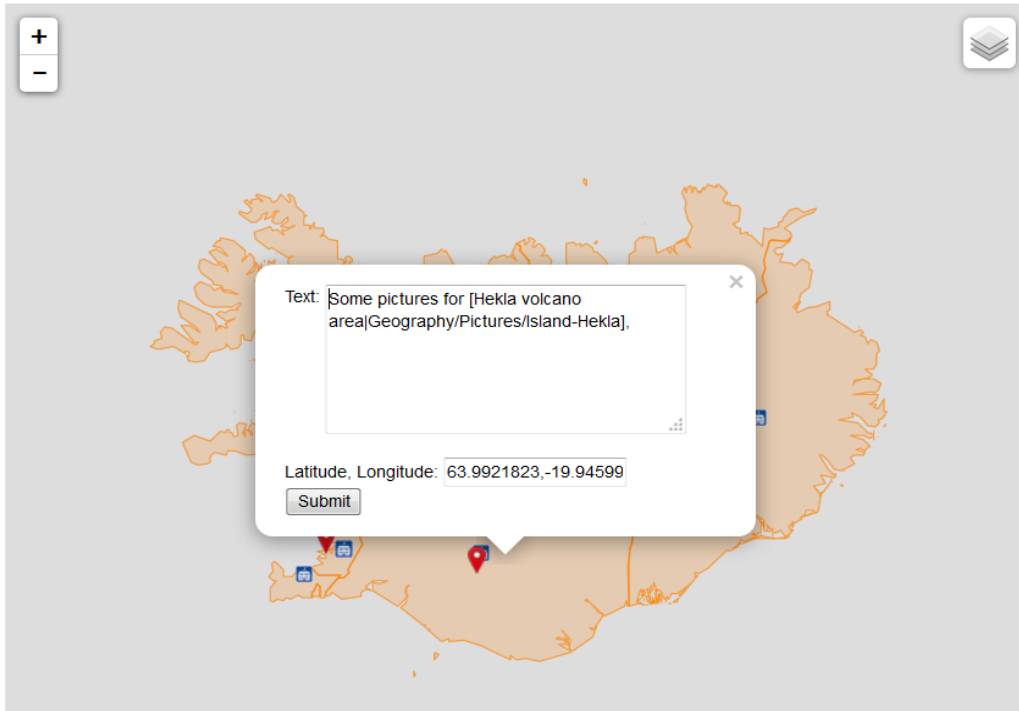 +
−
×
Text:
Some pictures for [Hekla volcano
area|Geography/Pictures/Island-Hekla],
Latitude, Longitude: 63.9921823,-19.94599
Submit